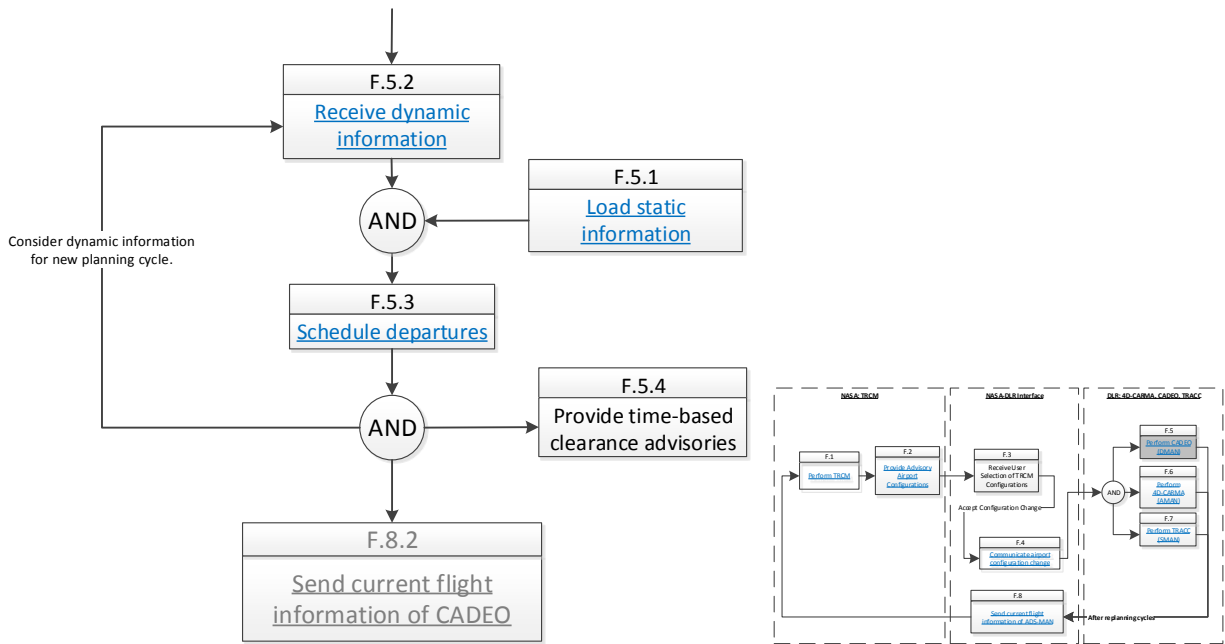 F.5.2
Receive dynamic
information
F.5.1
Load static
information
AND
Consider dynamic information
for new planning cycle.
F.5.3
Schedule departures
AND
F.5.4
Provide time-based
clearance advisories
F.8.2
Send current flight
information of CADEO
NASA: TRCM
NASA-DLR Interface
DLR: 4D-CARMA, CADEO, TRACC
F.1
Perform TRCM
F.2
Provide Advisory
Airport
Configurations
F.3
Receive User
Selection of TRCM
Configurations
Accept Configuration Change
F.4
Communicate airport
configuration change
AND
F.5
Perform CADEO
(DMAN)
F.6
Perform
4D-CARMA
(AMAN)
F.7
Perform TRACC
(SMAN)
F.8
Send current flight
information of ADS-MAN
After replanning cycles